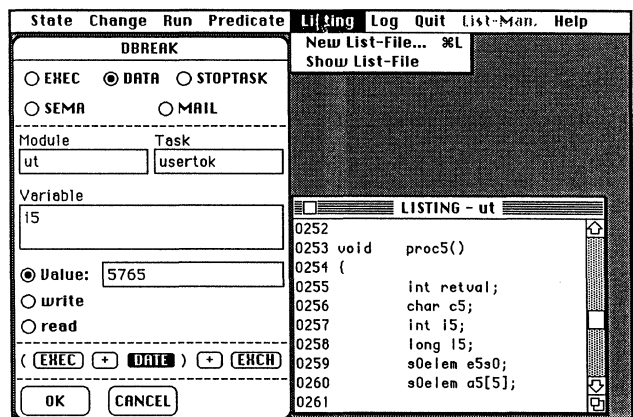 State Change Run Predicate Listing Log Quit List-Man. Help
New List-File... ⌘L
Show List-File
DBREAK
EXEC DATA STOPTASK
SEMA MAIL
Module Task
ut usertok
Variable
i5
Value: 5765
write
read
( EXEC + DATE ) + EXCH
OK CANCEL
LISTING - ut
0252
0253 void proc5()
0254 {
0255 int retval;
0256 char c5;
0257 int i5;
0258 long l5;
0259 s0elem e5s0;
0260 s0elem a5[5];
0261